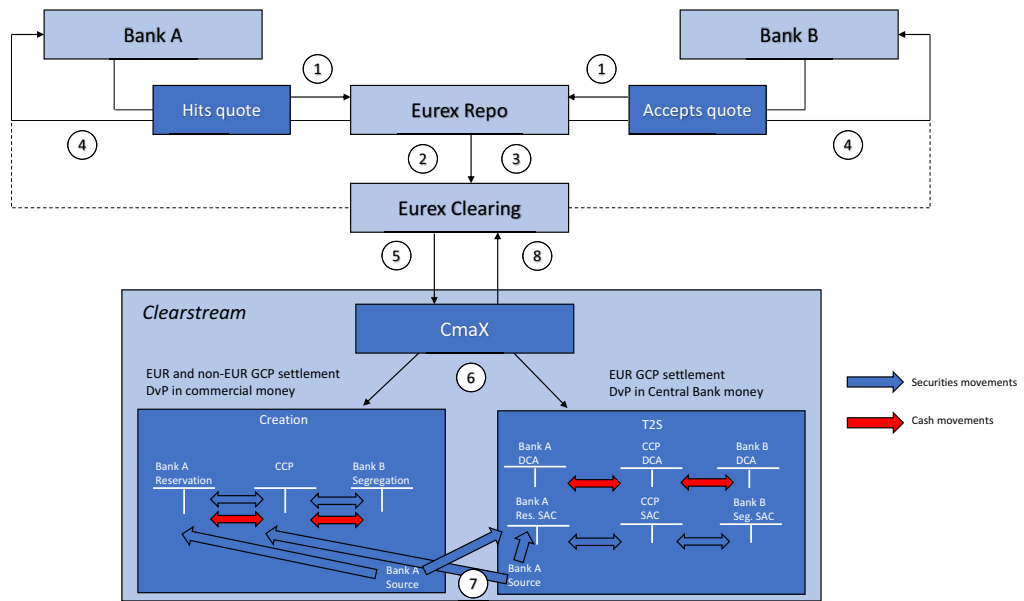 Bank A
Bank B
1
1
Hits quote
Eurex Repo
Accepts quote
4
2
3
4
Eurex Clearing
5
8
Clearstream
CmaX
6
EUR and non-EUR GCP settlement
DvP in commercial money
EUR GCP settlement
DvP in Central Bank money
Securities movements
Cash movements
Creation
T2S
Bank A
Reservation
CCP
Bank B
Segregation
Bank A
DCA
CCP
DCA
Bank B
DCA
Bank A
Res. SAC
CCP
SAC
Bank B
Seg. SAC
Bank A
Source
7
Bank A
Source